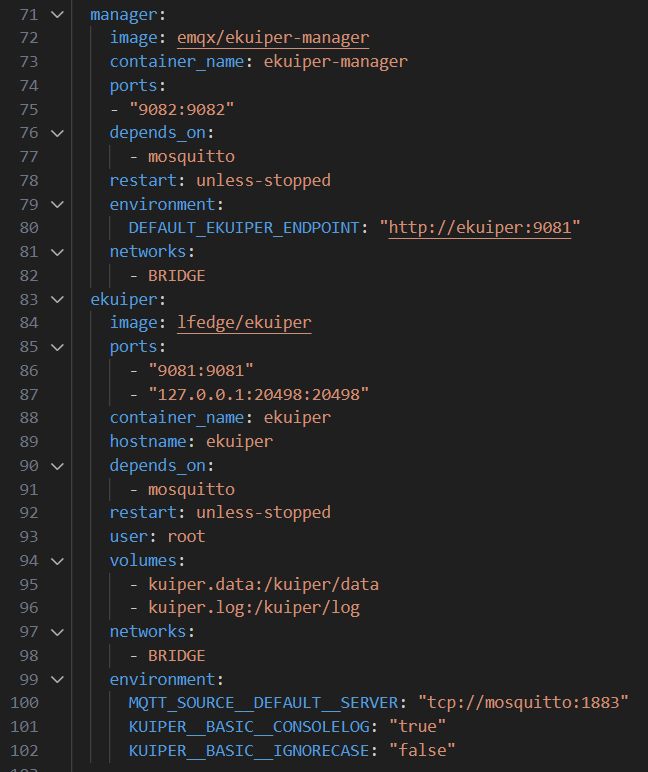 71 manager:
72 image: emqx/ekuiper-manager
73 container_name: ekuiper-manager
74 ports:
75 - "9082:9082"
76 depends_on:
77 - mosquitto
78 restart: unless-stopped
79 environment:
80 DEFAULT_EKUIPER_ENDPOINT: "http://ekuiper:9081"
81 networks:
82 - BRIDGE
83 ekuiper:
84 image: lfedge/ekuiper
85 ports:
86 - "9081:9081"
87 - "127.0.0.1:20498:20498"
88 container_name: ekuiper
89 hostname: ekuiper
90 depends_on:
91 - mosquitto
92 restart: unless-stopped
93 user: root
94 volumes:
95 - kuiper.data:/kuiper/data
96 - kuiper.log:/kuiper/log
97 networks:
98 - BRIDGE
99 environment:
100 MQTT_SOURCE__DEFAULT__SERVER: "tcp://mosquitto:1883"
101 KUIPER__BASIC__CONSOLELOG: "true"
102 KUIPER__BASIC__IGNORECASE: "false"